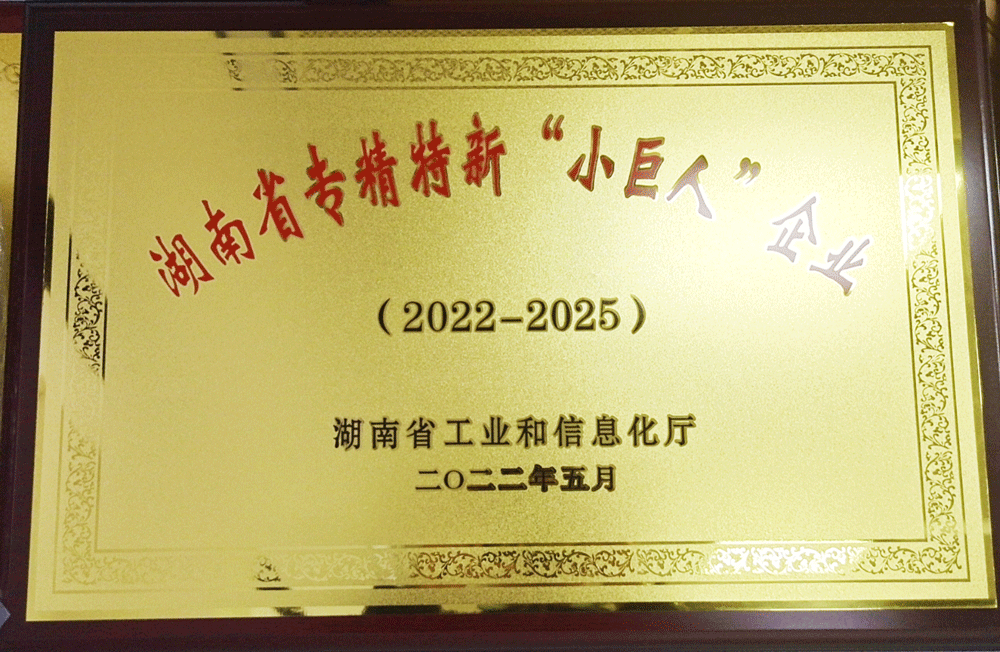 湖南省专精特新“小巨人”企业
（2022-2025）
湖南省工业和信息化厅
二〇二二年五月